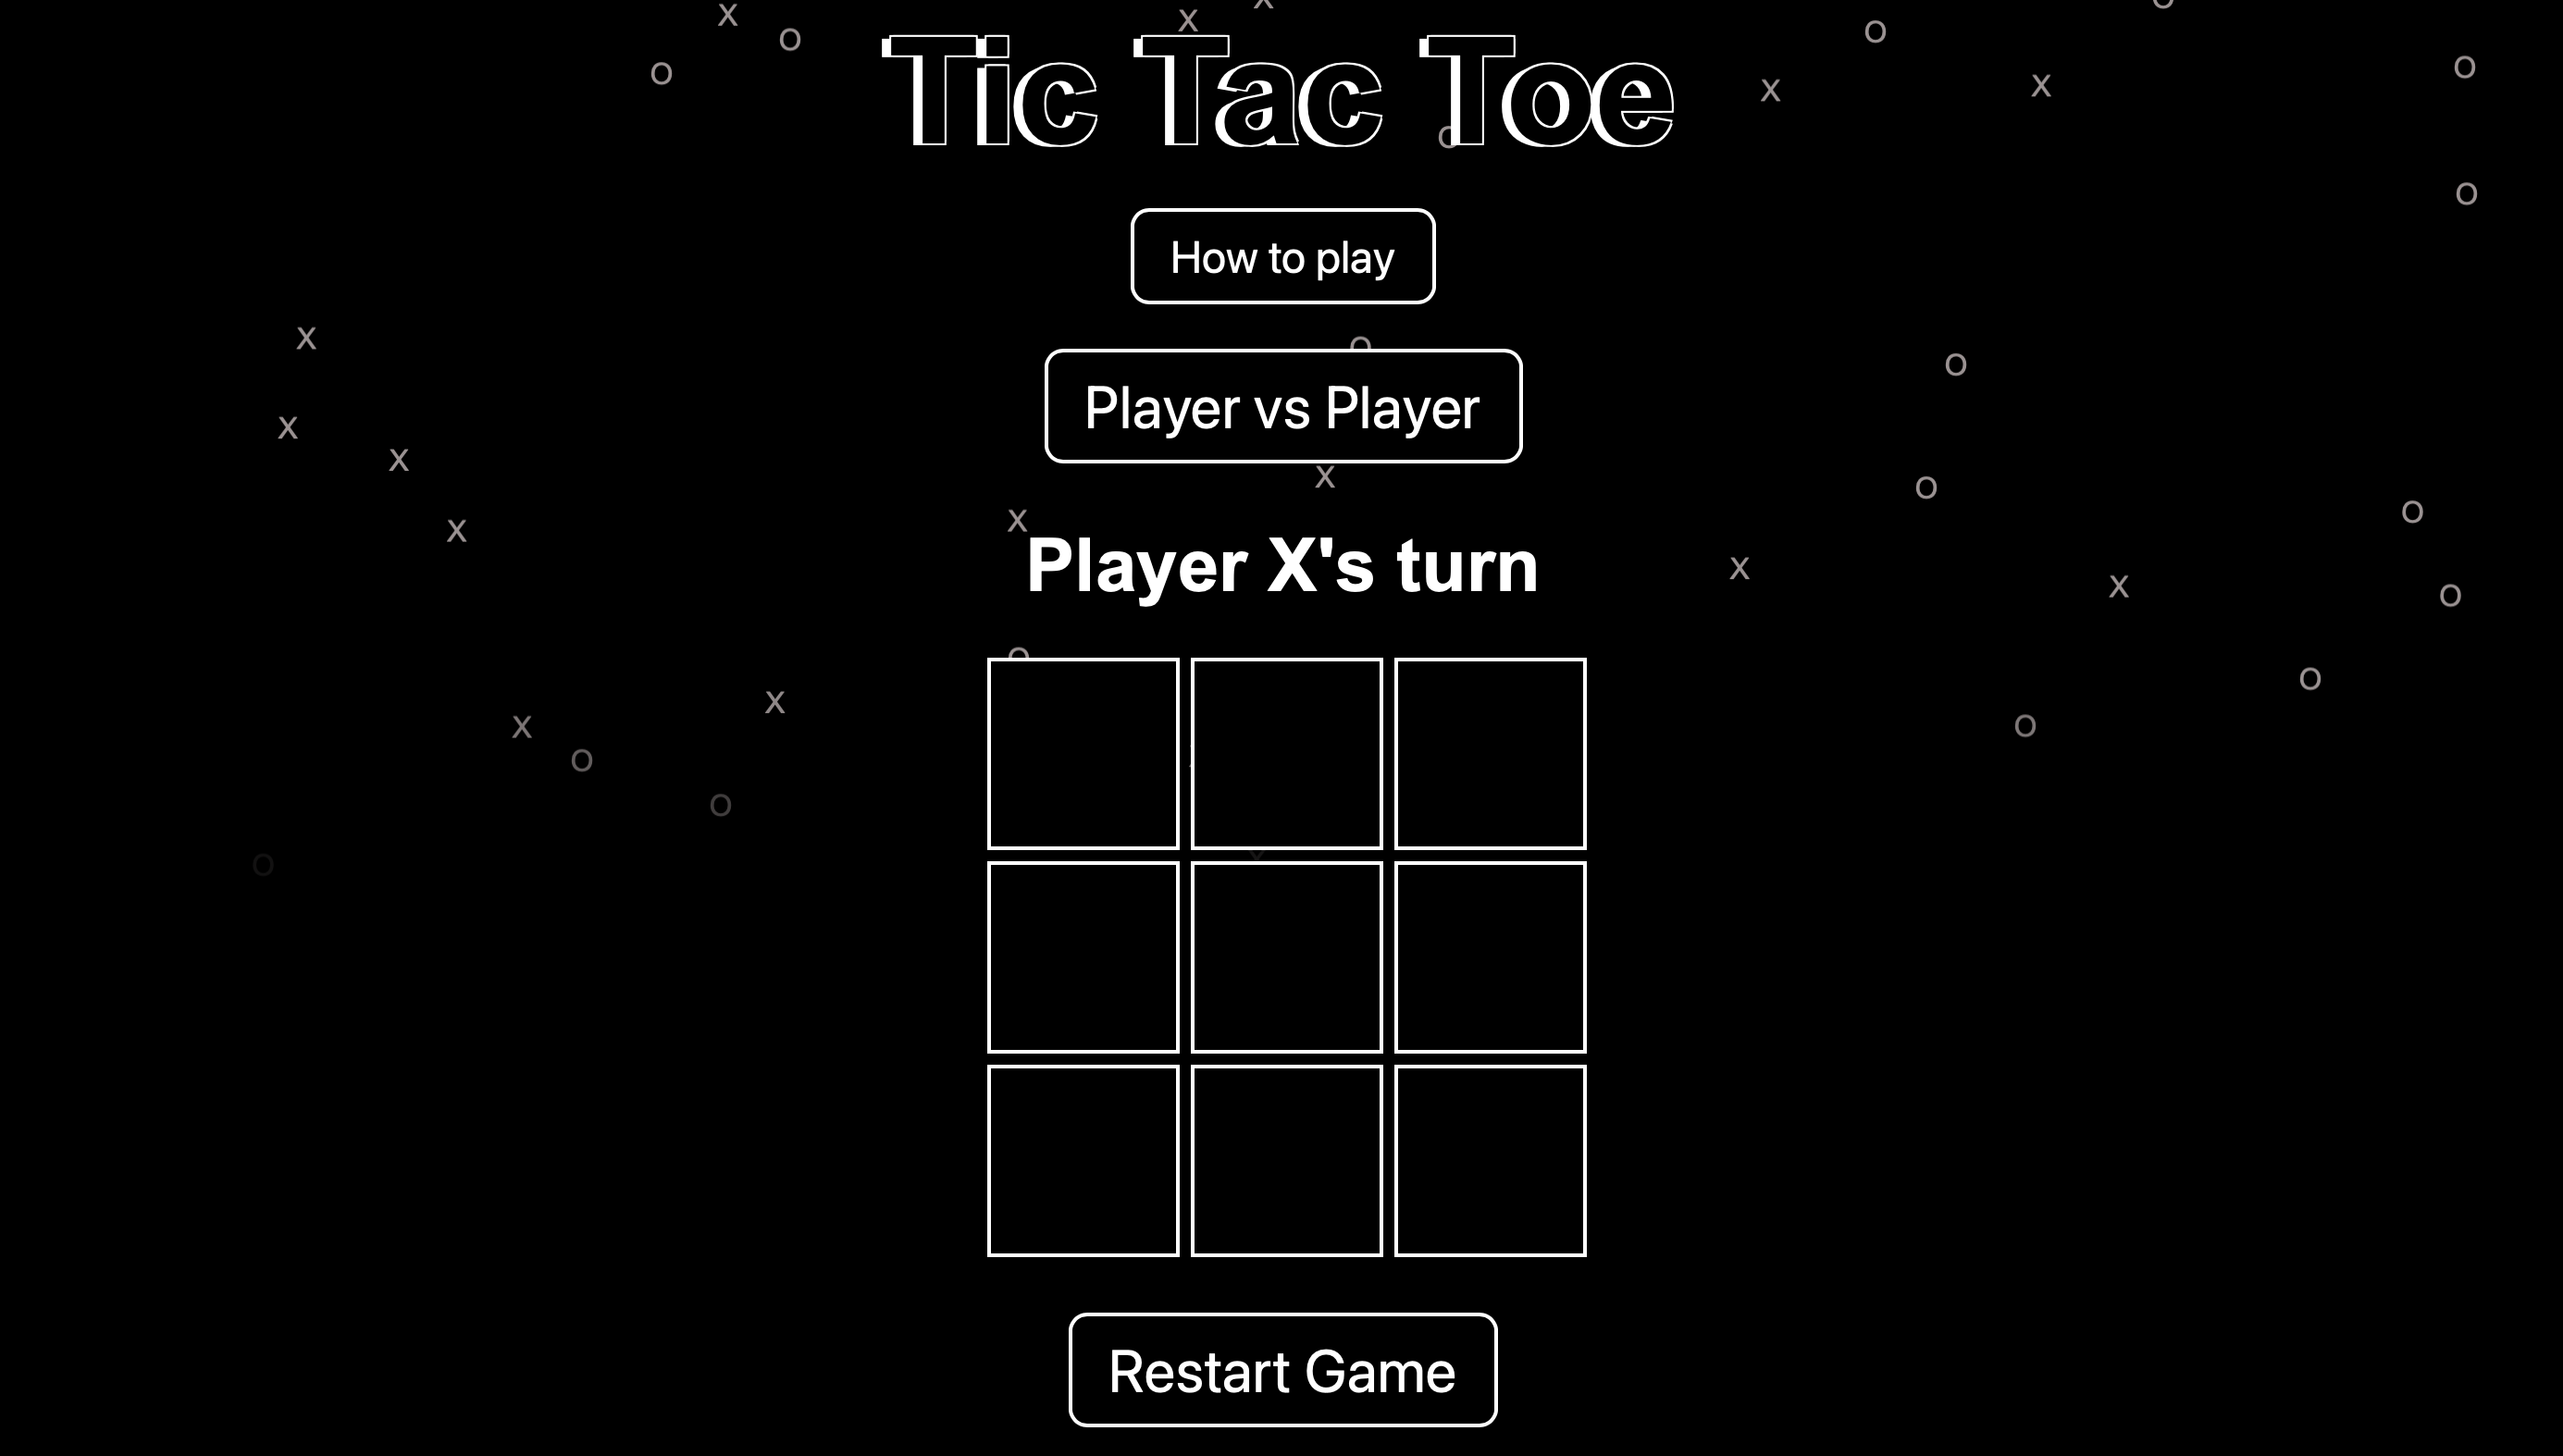 Tic Tac Toe
How to play
Player vs Player
Player X's turn
Restart Game